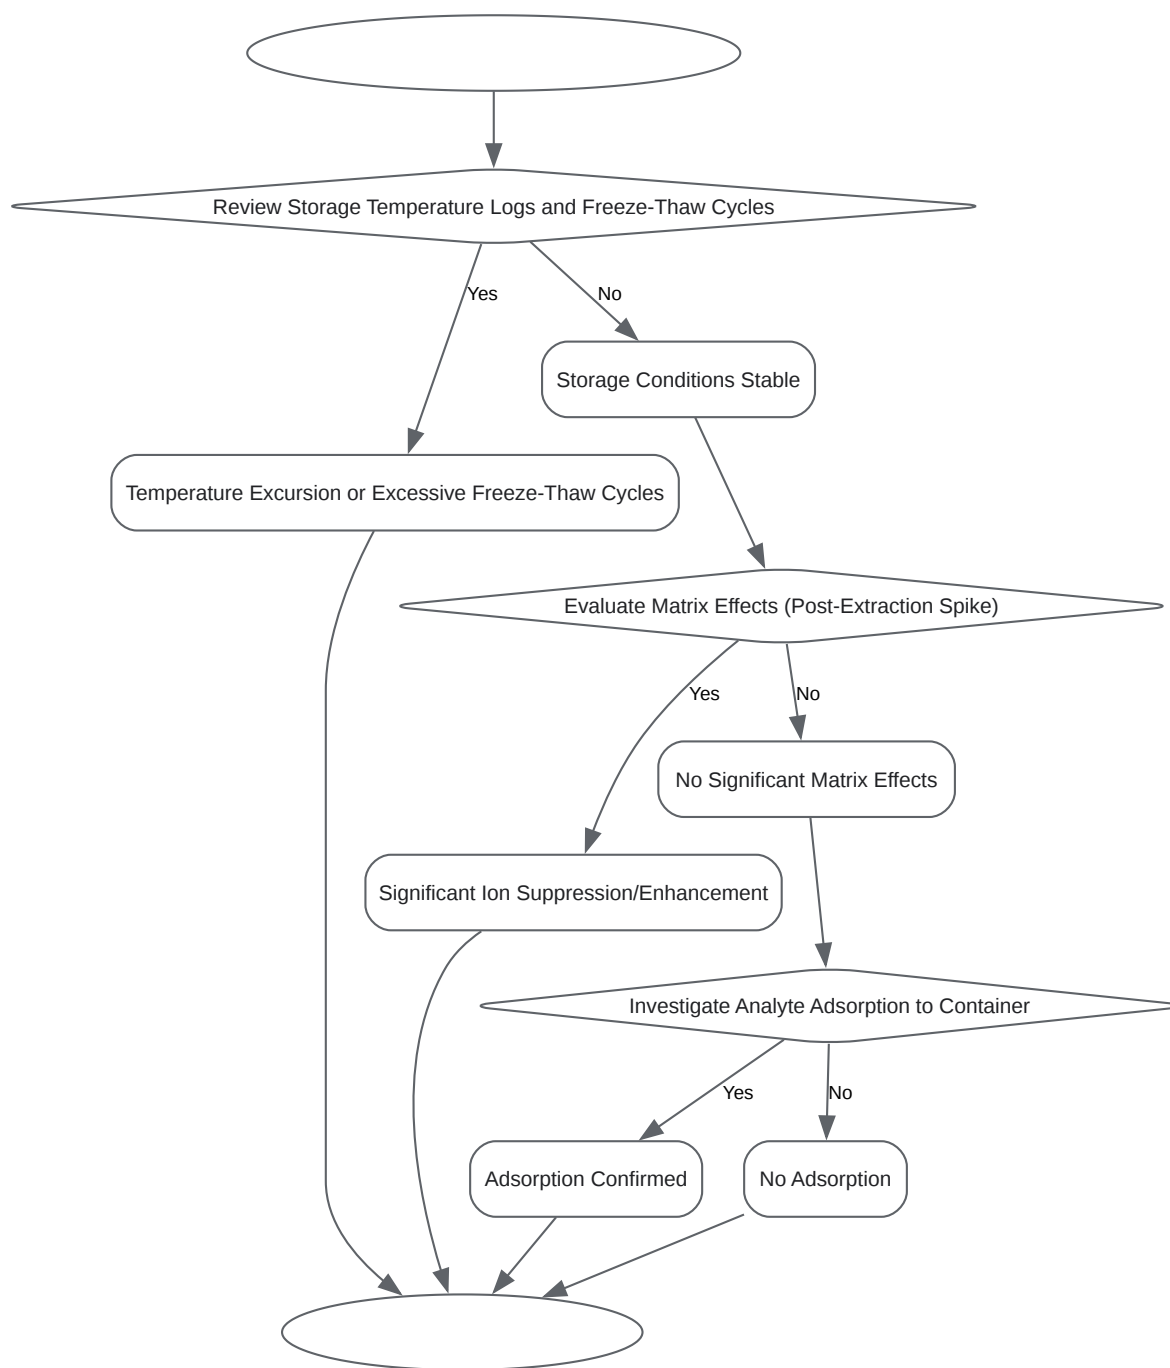 Review Storage Temperature Logs and Freeze-Thaw Cycles
Yes
No
Storage Conditions Stable
Temperature Excursion or Excessive Freeze-Thaw Cycles
Evaluate Matrix Effects (Post-Extraction Spike)
Yes
No
No Significant Matrix Effects
Significant Ion Suppression/Enhancement
Investigate Analyte Adsorption to Container
Yes
No
Adsorption Confirmed
No Adsorption